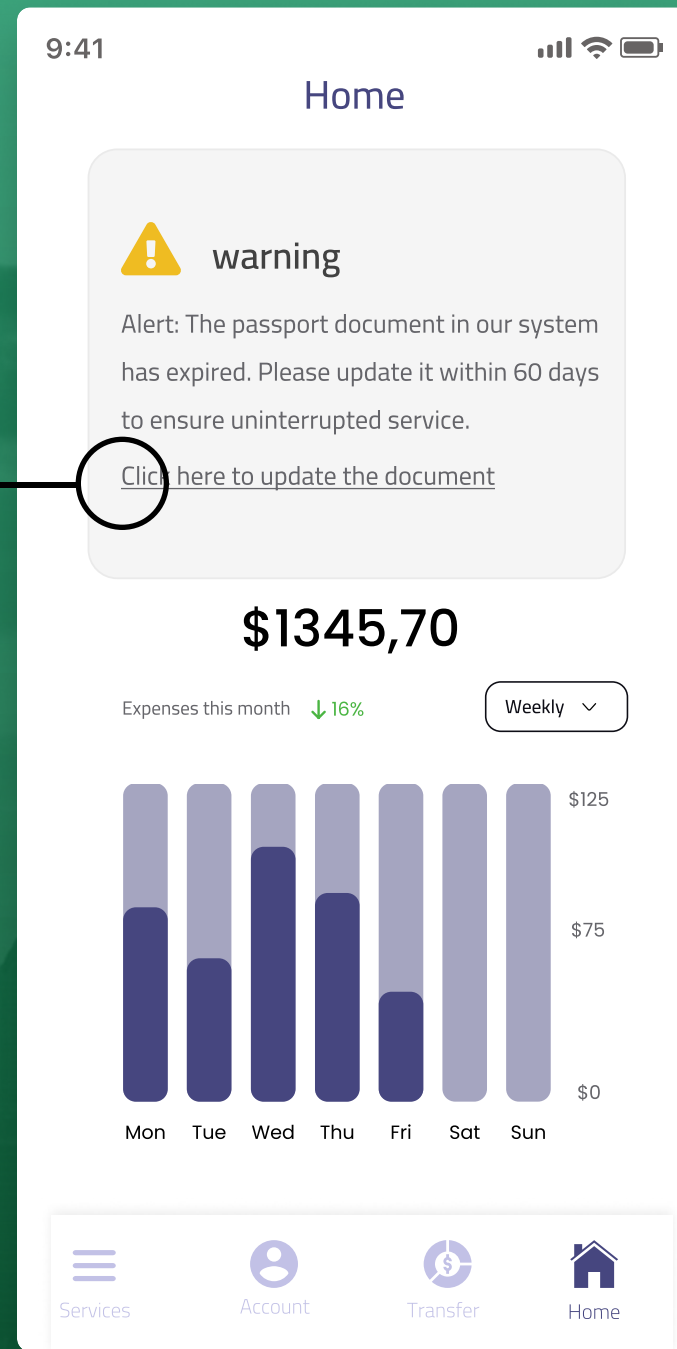 9:41
Home
warning
Alert: The passport document in our system
has expired. Please update it within 60 days
to ensure uninterrupted service.
Click here to update the document
$1345,70
Expenses this month 16% Weekly
$125
$75
$0
Mon Tue Wed Thu Fri Sat Sun
Services Account Transfer Home